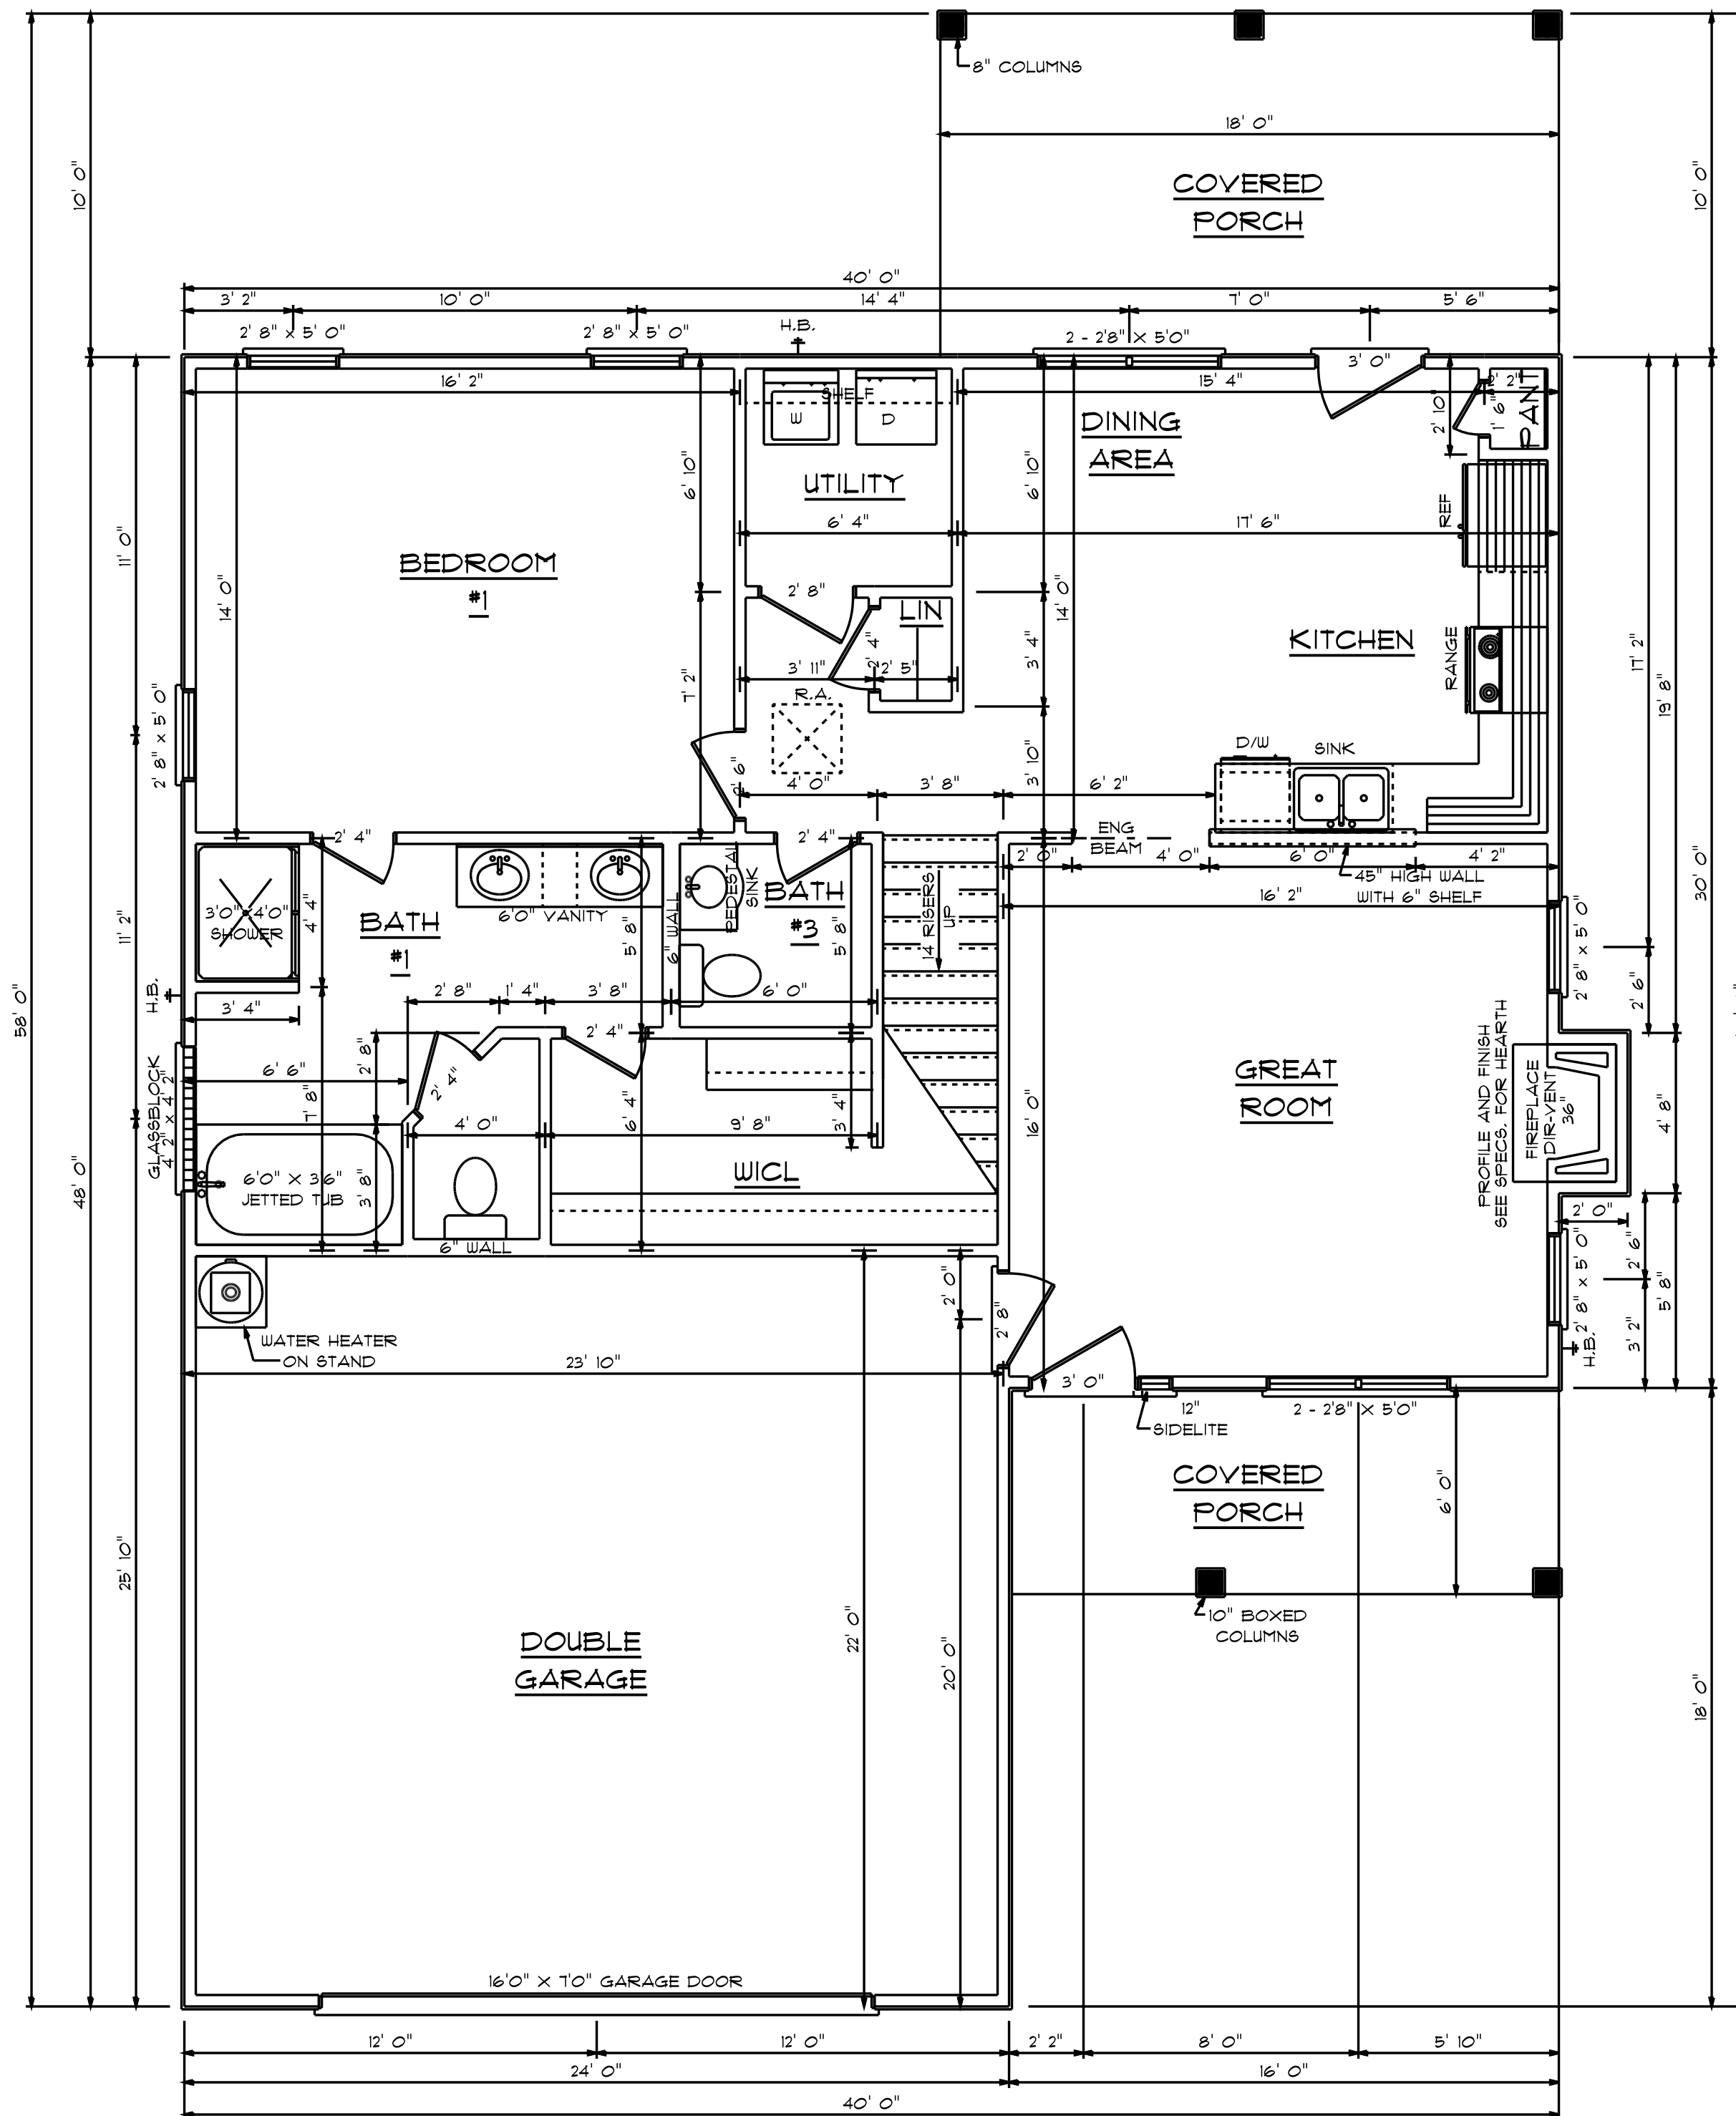 8" COLUMNS
18' 0"
10' 0"
10' 0"
COVERED
PORCH
40' 0"
3' 2"
10' 0"
14' 4"
7' 0"
5' 6"
2' 8" x 5' 0"
2' 8" x 5' 0"
H.B.
2 - 2'8" X 5'0"
3' 0"
16' 2"
SHELF
15' 4"
2' 2"
W
D
DINING
AREA
2' 10"
1' 6"
PANT
UTILITY
6' 10"
6' 10"
REF
6' 4"
17' 6"
11' 0"
BEDROOM
#1
14' 0"
14' 0"
2' 8"
LIN
KITCHEN
RANGE
17' 2"
19' 8"
3' 11"
2' 4"
2' 5"
3' 4"
7' 2"
R.A.
2' 8" x 5' 0"
D/W
SINK
2' 6"
4' 0"
3' 8"
3' 10"
6' 2"
2' 4"
2' 4"
ENG
BEAM
2' 0"
4' 0"
6' 0"
4' 2"
45" HIGH WALL
WITH 6" SHELF
16' 2"
30' 0"
3'0"
4'0"
SHOWER
4' 4"
6'0" VANITY
BATH
#1
5' 8"
6" WALL
PEDESTAL
SINK
BATH
#3
5' 8"
14 RISERS
UP
11' 2"
2' 8" x 5' 0"
2' 6"
58' 0"
H.B.
3' 4"
2' 8"
1' 4"
3' 8"
6' 0"
2' 4"
48' 0"
GLASSBLOCK
4' 2" x 4' 2"
6' 6"
2' 8"
7' 8"
2' 4"
4' 0"
6' 4"
9' 8"
3' 4"
16' 0"
GREAT
ROOM
PROFILE AND FINISH
SEE SPECS. FOR HEARTH
FIREPLACE
DIR-VENT
36"
4' 8"
WICL
6'0" X 3'6"
JETTED TUB
3' 8"
6" WALL
2' 0"
2' 6"
2' 8" x 5' 0"
5' 8"
3' 2"
H.B.
WATER HEATER
ON STAND
2' 0"
2' 8"
23' 10"
3' 0"
12"
SIDELITE
2 - 2'8" X 5'0"
COVERED
PORCH
6' 0"
25' 10"
10" BOXED
COLUMNS
22' 0"
20' 0"
DOUBLE
GARAGE
18' 0"
16'0" X 7'0" GARAGE DOOR
12' 0"
12' 0"
2' 2"
8' 0"
5' 10"
24' 0"
16' 0"
40' 0"